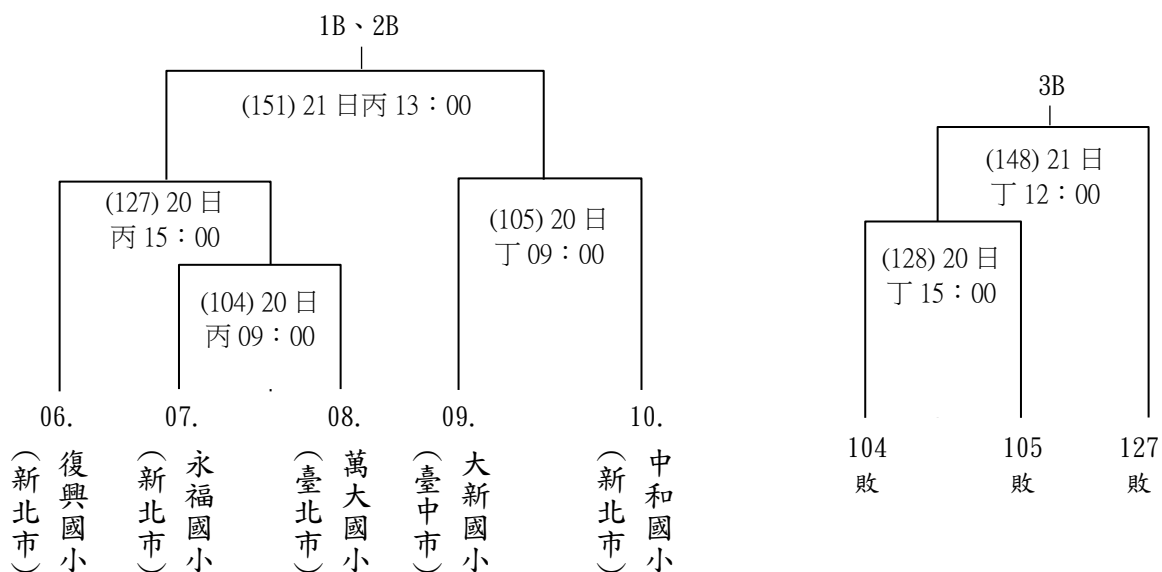 1B、2B
(151) 21 日丙 13：00
(127) 20 日
丙 15：00
(105) 20 日
丁 09：00
(104) 20 日
丙 09：00
06.
07.
08.
09.
10.
復興國小
(新北市)
永福國小
(新北市)
萬大國小
(臺北市)
大新國小
(臺中市)
中和國小
(新北市)
3B
(148) 21 日
丁 12：00
(128) 20 日
丁 15：00
104
敗
105
敗
127
敗